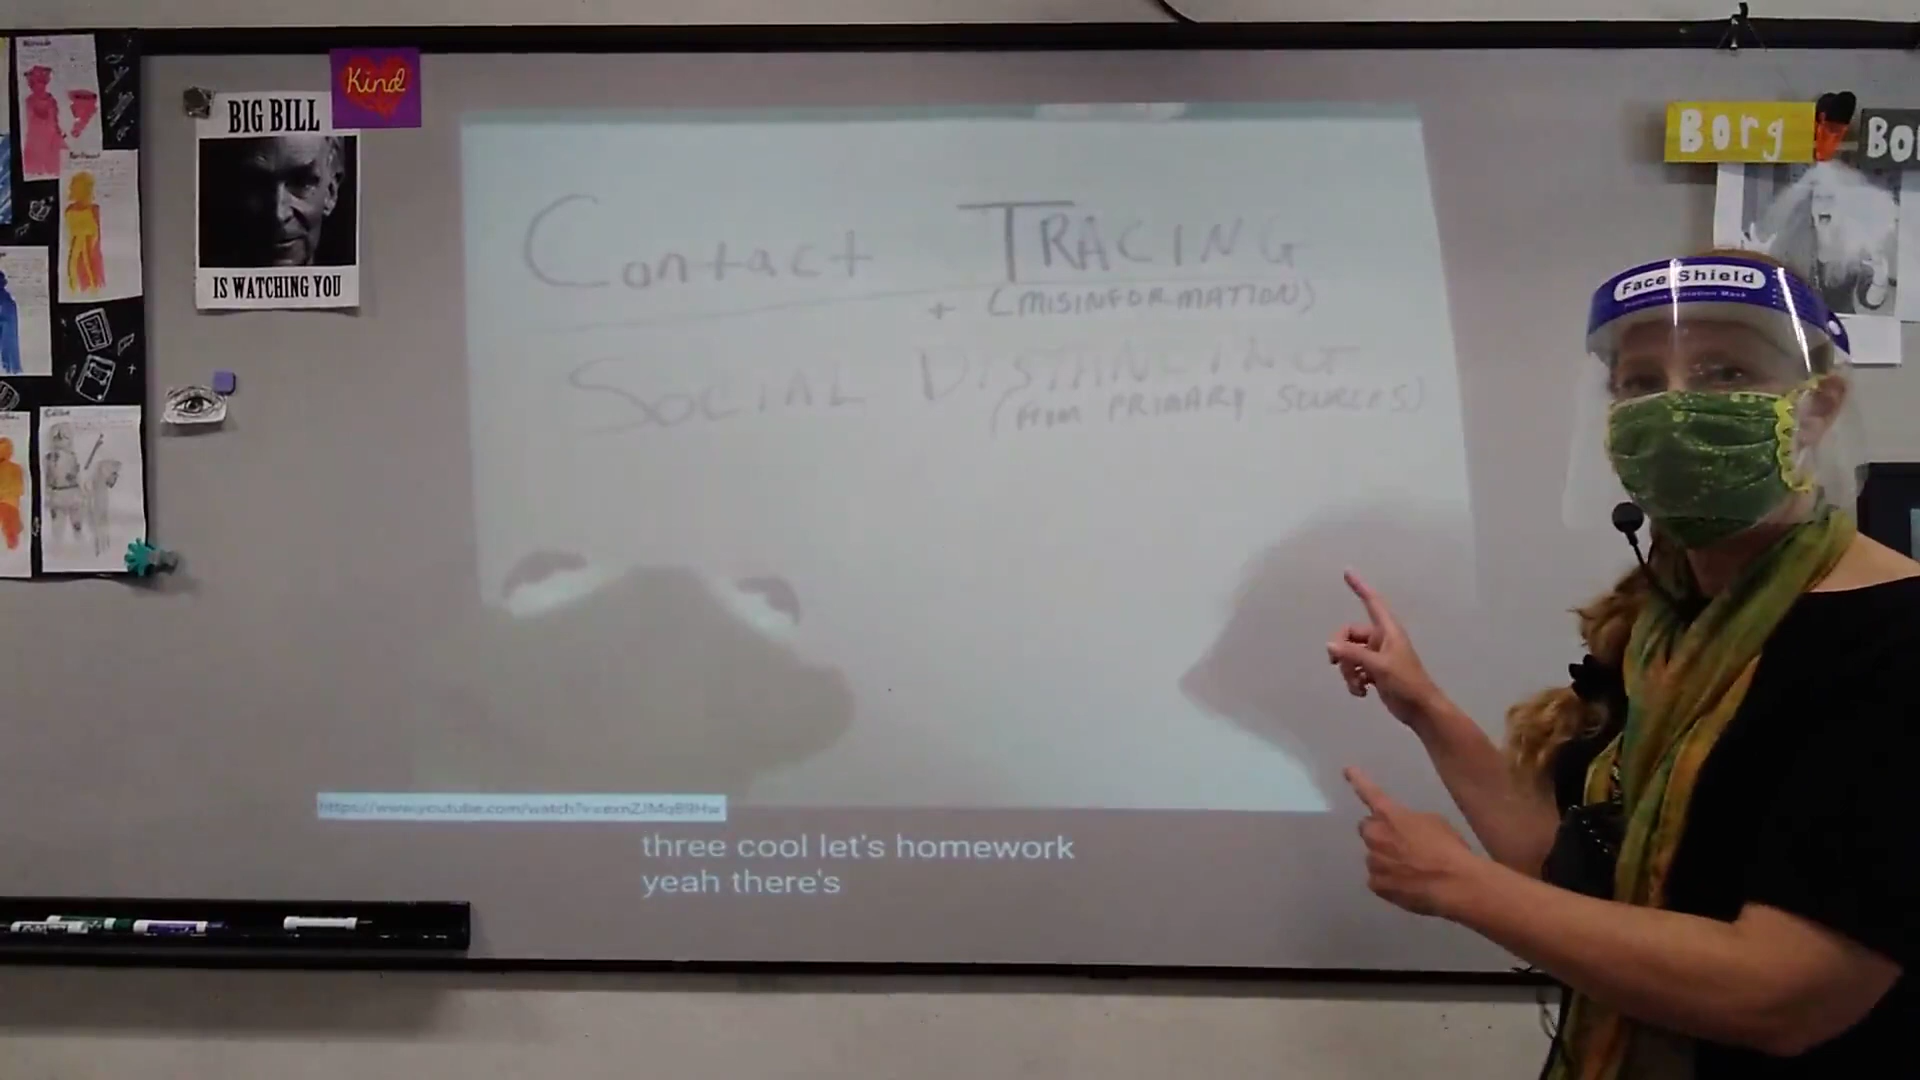 Kind
BIG BILL
IS WATCHING YOU
Borg
Contact TRACING
+ (MISINFORMATION)
SOCIAL DISTANCING
(from PRIMARY SOURCES)
Face Shield
three cool let's homework
yeah there's